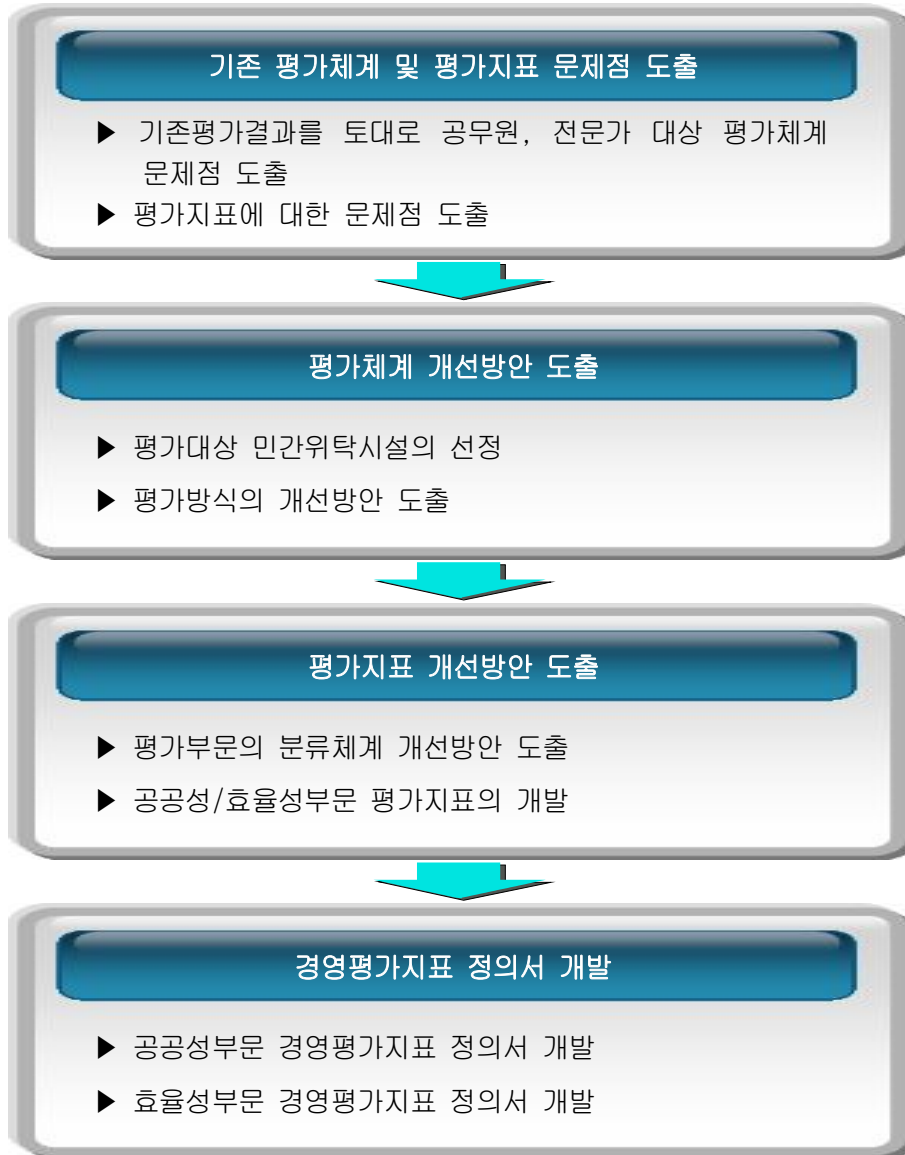 기존 평가체계 및 평가지표 문제점 도출
▶ 기존평가결과를 토대로 공무원, 전문가 대상 평가체계
문제점 도출
▶ 평가지표에 대한 문제점 도출
평가체계 개선방안 도출
▶ 평가대상 민간위탁시설의 선정
▶ 평가방식의 개선방안 도출
평가지표 개선방안 도출
▶ 평가부문의 분류체계 개선방안 도출
▶ 공공성/효율성부문 평가지표의 개발
경영평가지표 정의서 개발
▶ 공공성부문 경영평가지표 정의서 개발
▶ 효율성부문 경영평가지표 정의서 개발